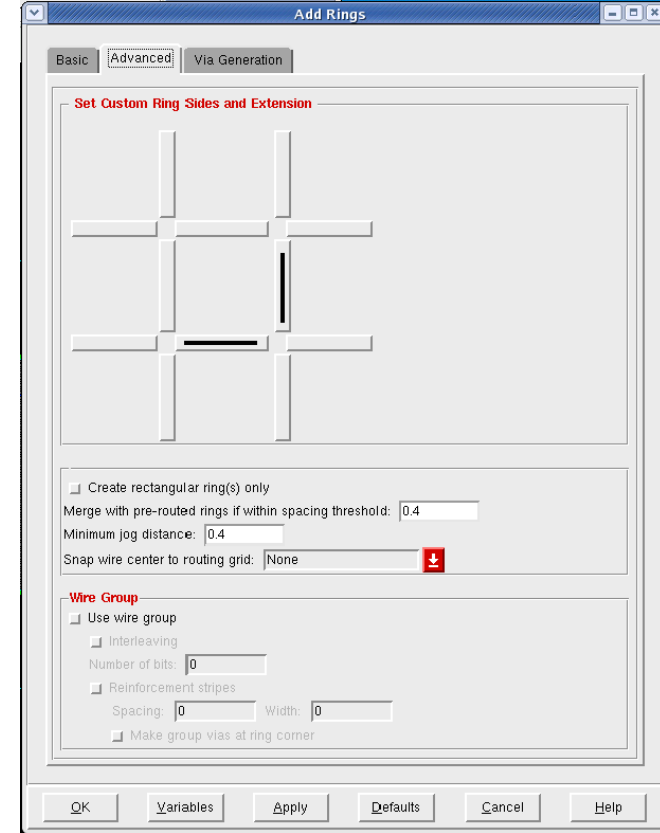 Add Rings
Basic Advanced Via Generation
Set Custom Ring Sides and Extension
Create rectangular ring(s) only
Merge with pre-routed rings if within spacing threshold: 0.4
Minimum jog distance: 0.4
Snap wire center to routing grid: None
Wire Group
Use wire group
Interleaving
Number of bits: 0
Reinforcement stripes
Spacing: 0 Width: 0
Make group vias at ring corner
OK Variables Apply Defaults Cancel Help